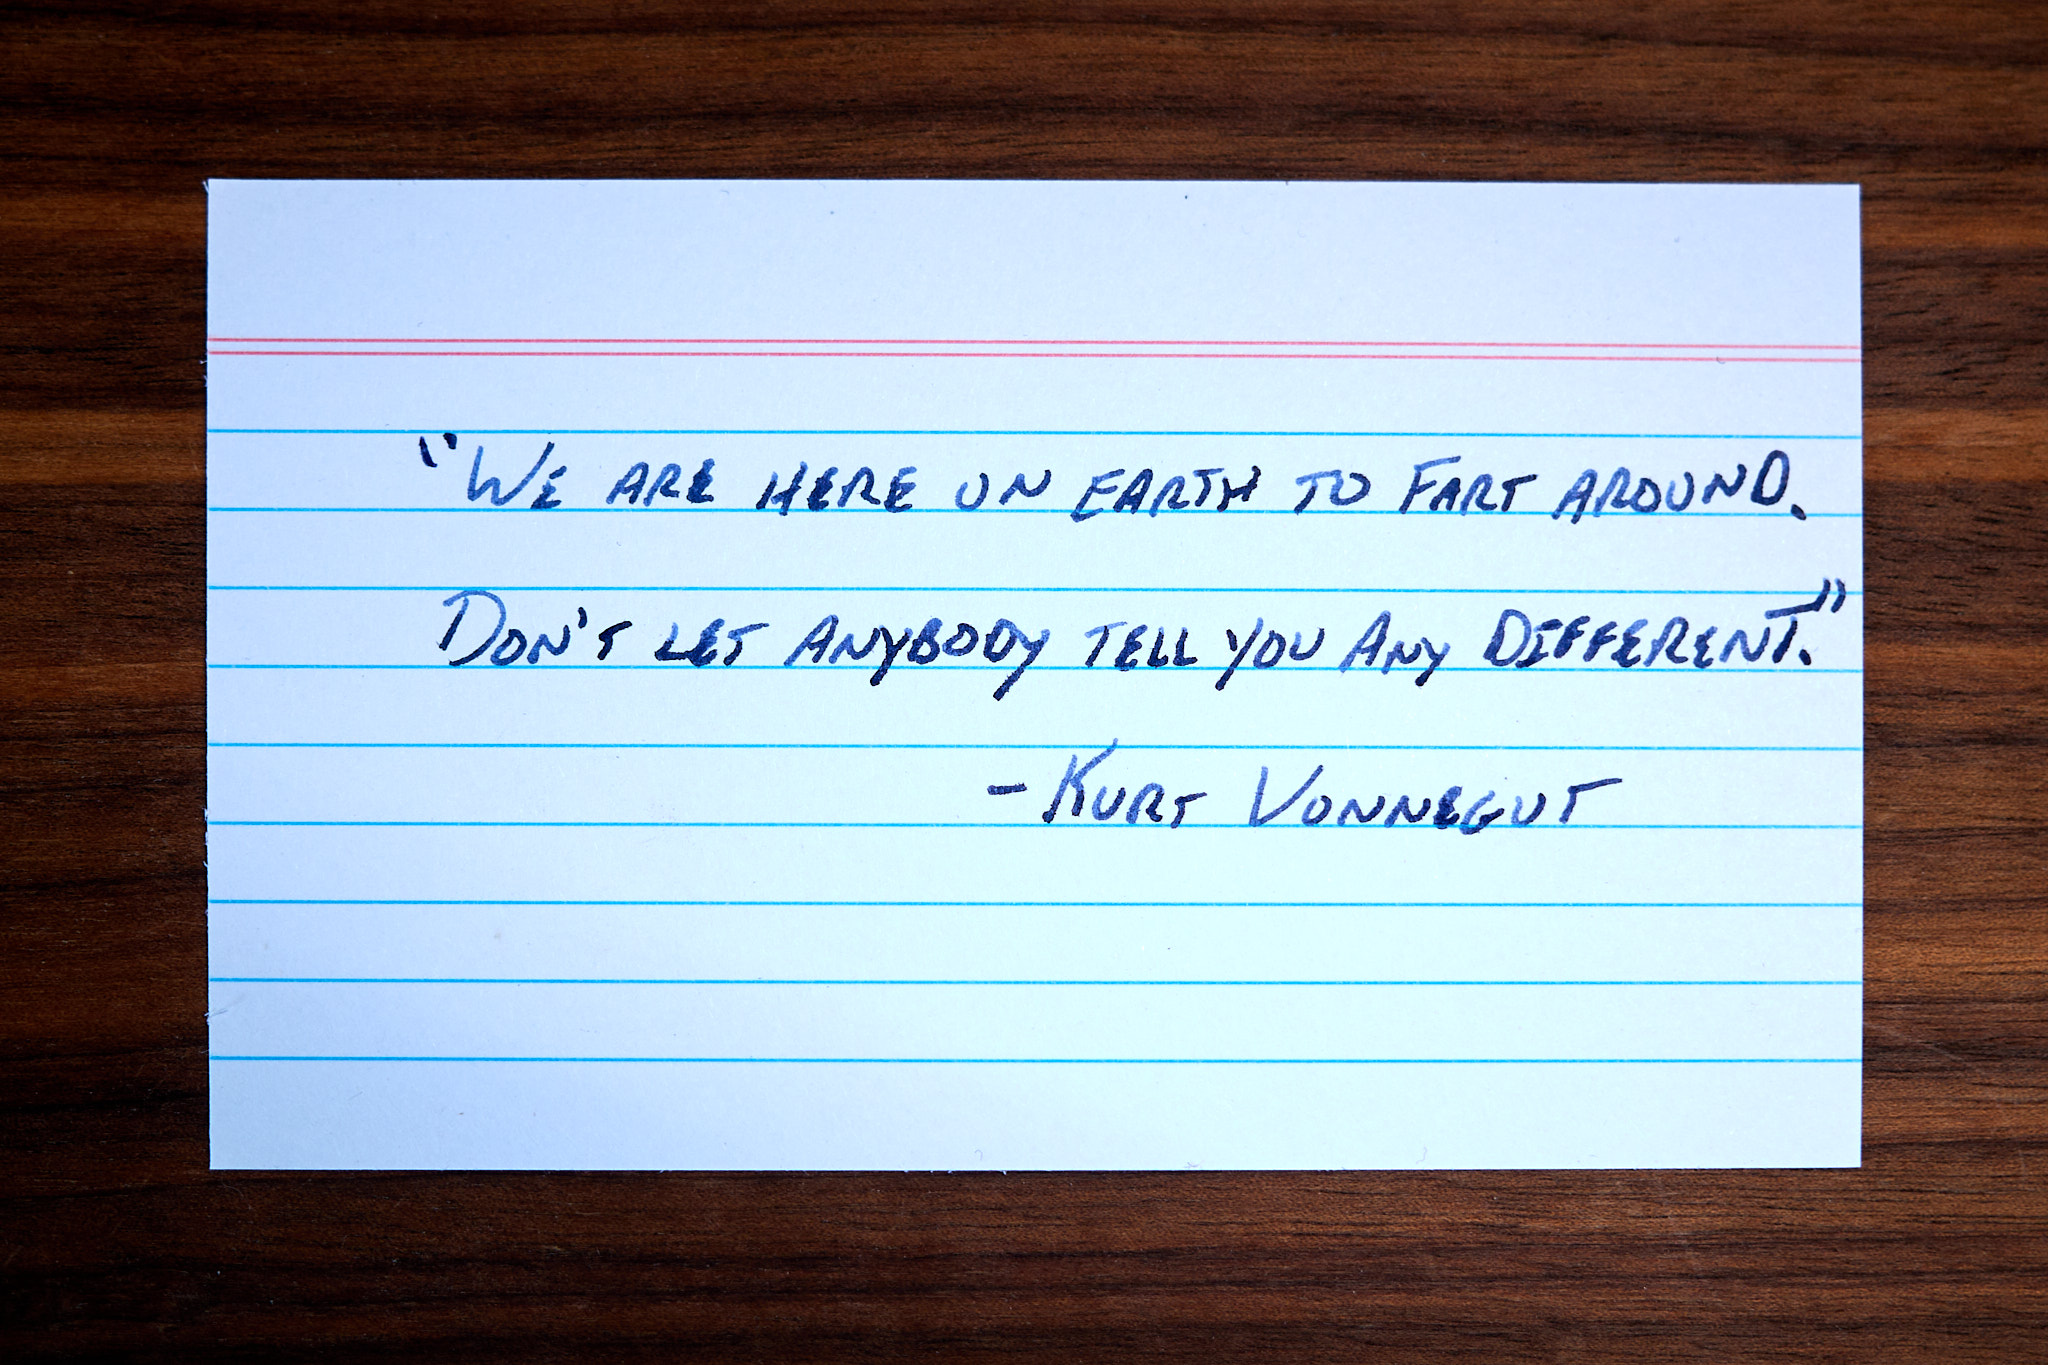 "We are here on Earth to fart around.
Don't let anybody tell you any different."
- Kurt Vonnegut